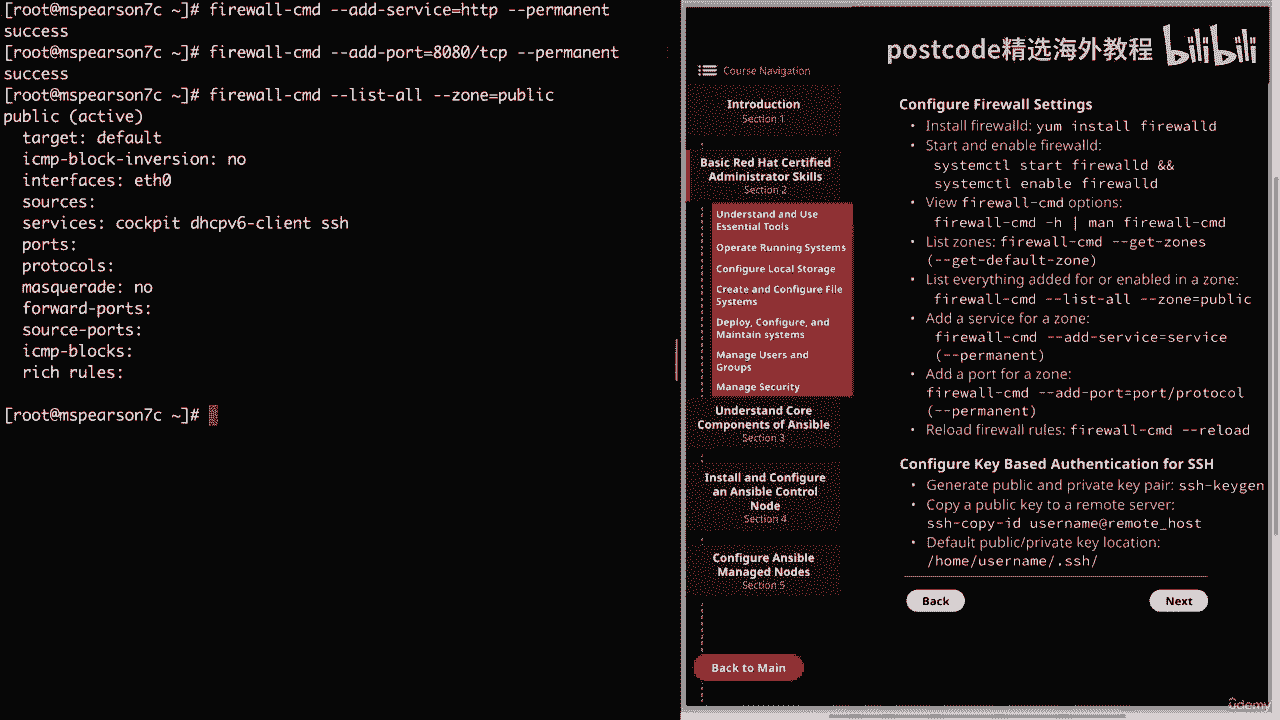 [root@mspearson7c ~]# firewall-cmd --add-service=http --permanent
success
[root@mspearson7c ~]# firewall-cmd --add-port=8080/tcp --permanent
success
[root@mspearson7c ~]# firewall-cmd --list-all --zone=public
public (active)
target: default
icmp-block-inversion: no
interfaces: eth0
sources:
services: cockpit dhcpv6-client ssh
ports:
protocols:
masquerade: no
forward-ports:
source-ports:
icmp-blocks:
rich rules:
[root@mspearson7c ~]#
postcode精选海外教程 bilibili
Course Navigation
Introduction
Section 1
Basic Red Hat Certified
Administrator Skills
Section 2
Understand and Use
Essential Tools
Operate Running Systems
Configure Local Storage
Create and Configure File
Systems
Deploy, Configure, and
Maintain systems
Manage Users and
Groups
Manage Security
Understand Core
Components of Ansible
Section 3
Install and Configure
an Ansible Control
Node
Section 4
Configure Ansible
Managed Nodes
Section 5
Back to Main
Configure Firewall Settings
• Install firewalld: yum install firewalld
• Start and enable firewalld:
systemctl start firewalld &&
systemctl enable firewalld
• View firewall-cmd options:
firewall-cmd -h | man firewall-cmd
• List zones: firewall-cmd --get-zones
(--get-default-zone)
• List everything added for or enabled in a zone:
firewall-cmd --list-all --zone=public
• Add a service for a zone:
firewall-cmd --add-service=service
(--permanent)
• Add a port for a zone:
firewall-cmd --add-port=port/protocol
(--permanent)
• Reload firewall rules: firewall-cmd --reload
Configure Key Based Authentication for SSH
• Generate public and private key pair: ssh-keygen
• Copy a public key to a remote server:
ssh-copy-id username@remote_host
• Default public/private key location:
/home/username/.ssh/
Back
Next
udemy